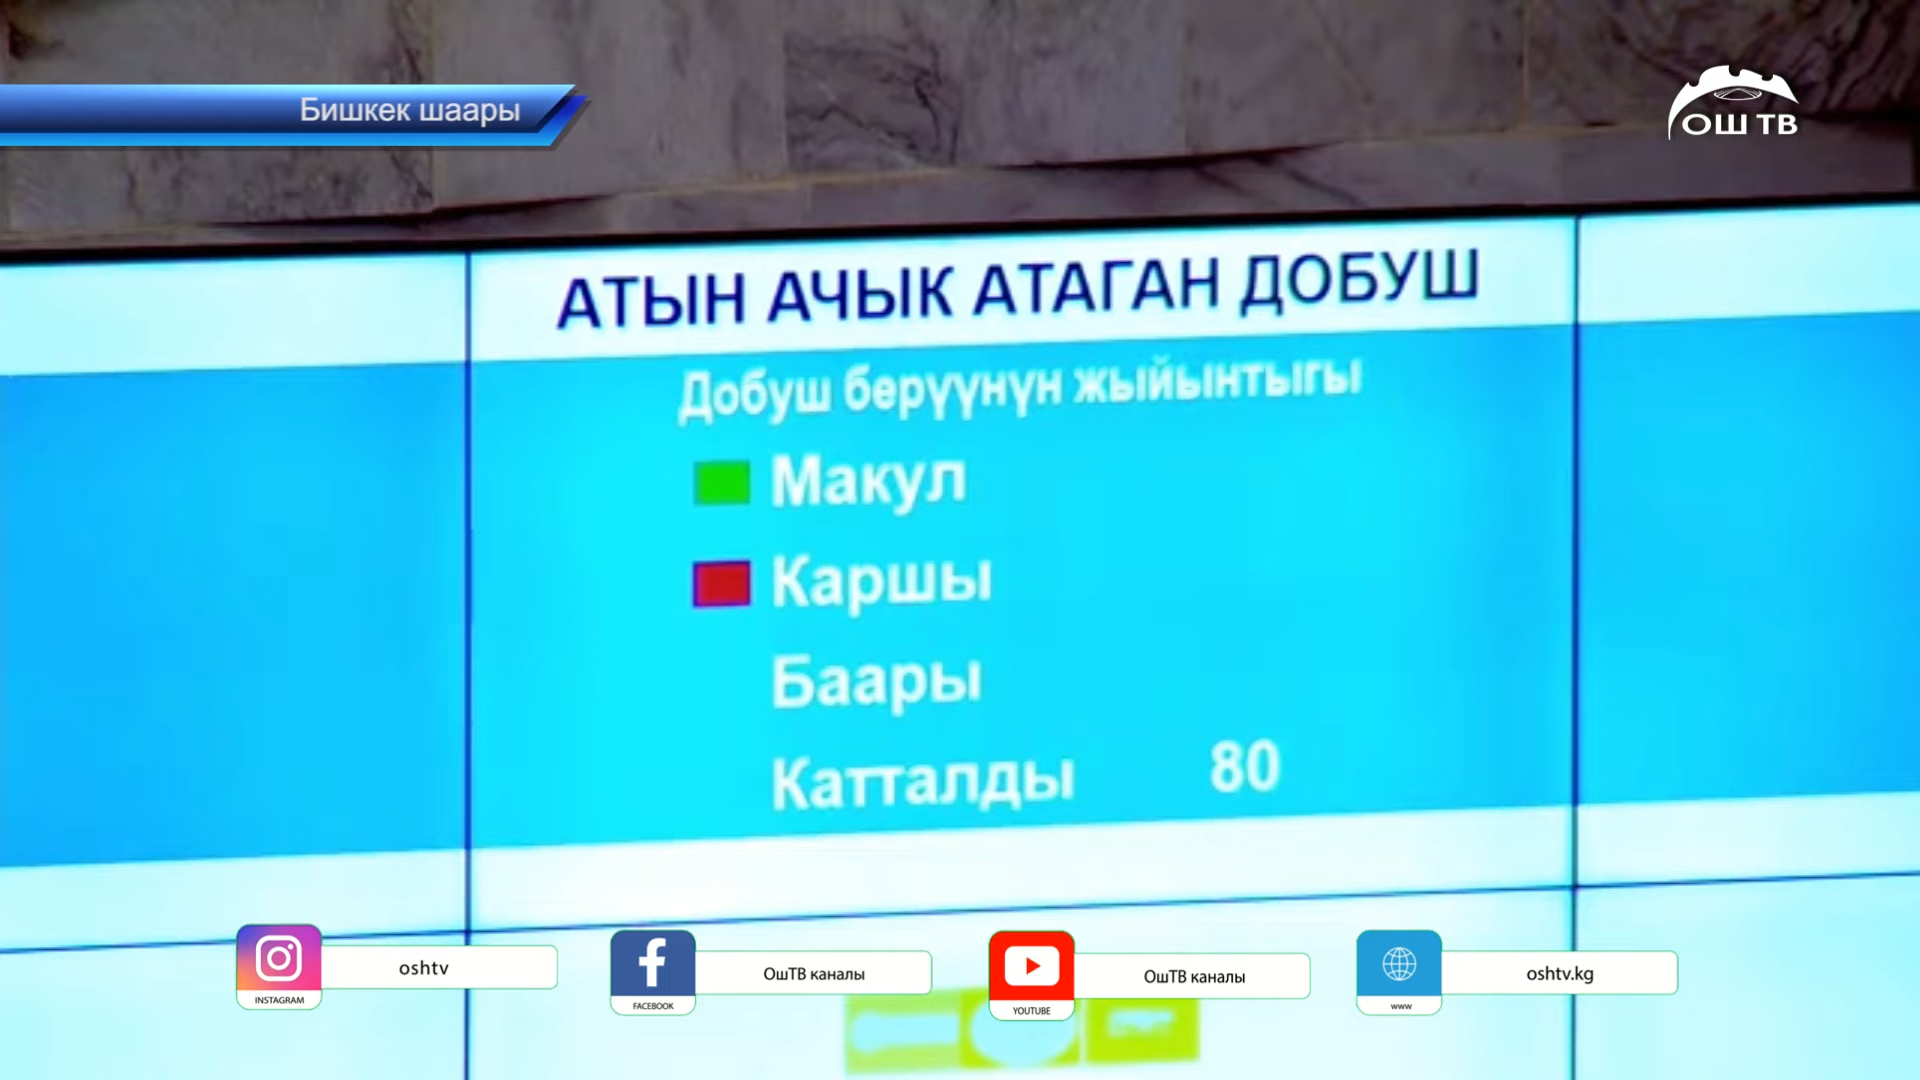 Бишкек шаары
ОШ ТВ
АТЫН АЧЫК АТАГАН ДОБУШ
Добуш берүүнүн жыйынтыгы
Макул
Каршы
Баары
Катталды 80
oshtv
INSTAGRAM
ОшТВ каналы
FACEBOOK
ОшТВ каналы
YOUTUBE
oshtv.kg
www